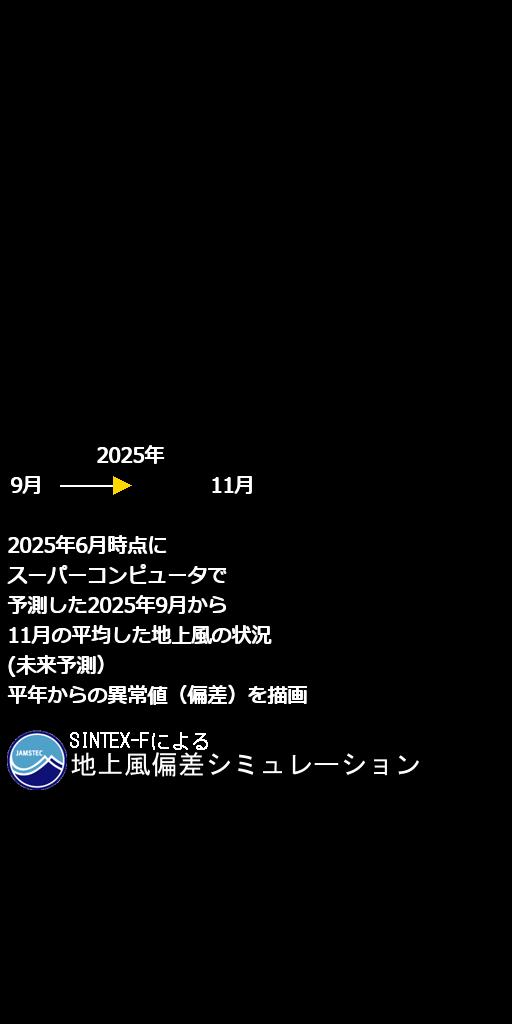 2025年
9月 11月
2025年6月時点に
スーパーコンピュータで
予測した2025年9月から
11月の平均した地上風の状況
(未来予測）
平年からの異常値（偏差）を描画
JAMSTEC
SINTEX-Fによる
地上風偏差シミュレーション